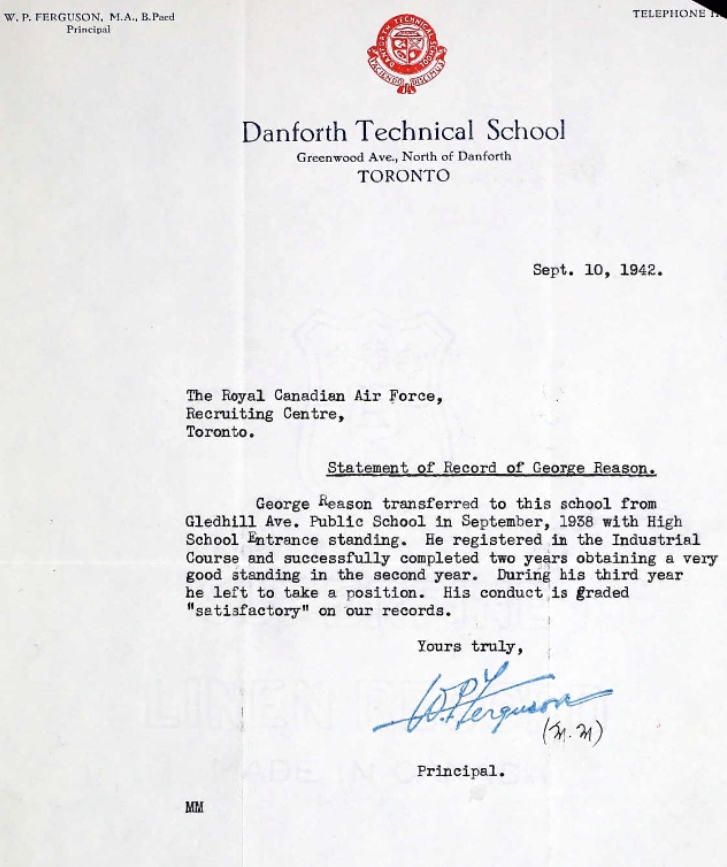 W. P. FERGUSON, M.A., B.Paed
Principal
TELEPHONE
DANFORTH TECHNICAL SCHOOL
Danforth Technical School
Greenwood Ave., North of Danforth
TORONTO
Sept. 10, 1942.
The Royal Canadian Air Force,
Recruiting Centre,
Toronto.
Statement of Record of George Reason.
George Reason transferred to this school from
Gledhill Ave. Public School in September, 1938 with High
School Entrance standing. He registered in the Industrial
Course and successfully completed two years obtaining a very
good standing in the second year. During his third year
he left to take a position. His conduct is graded
"satisfactory" on our records.
Yours truly,
W.P. Ferguson
(M.M)
Principal.
MM